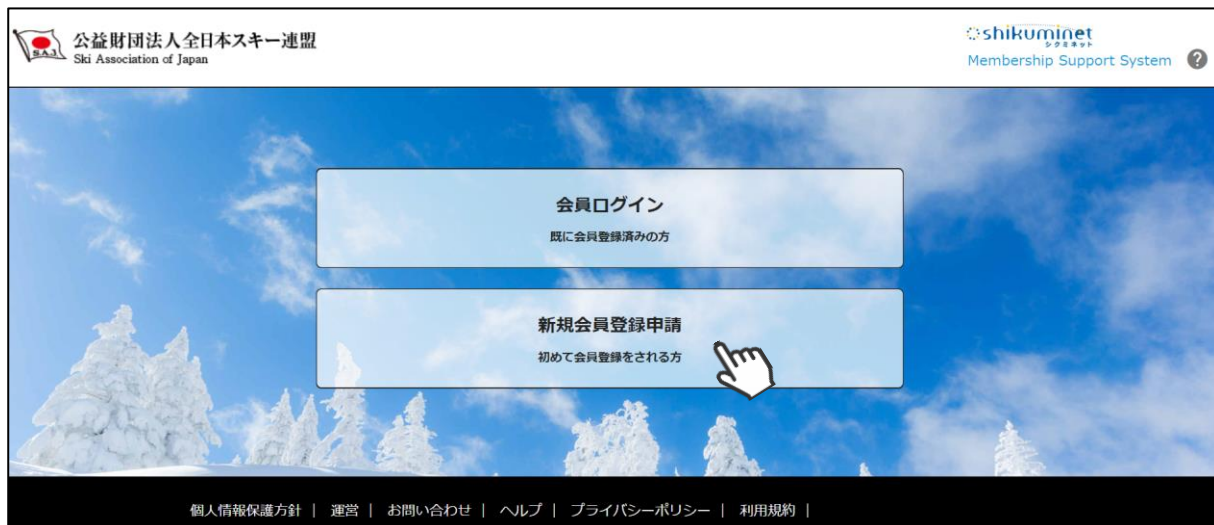 S.A.J.
公益財団法人全日本スキー連盟
Ski Association of Japan
shikuminet
シクミネット
Membership Support System ?
会員ログイン
既に会員登録済みの方
新規会員登録申請
初めて会員登録をされる方
個人情報保護方針 | 運営 | お問い合わせ | ヘルプ | プライバシーポリシー | 利用規約 |